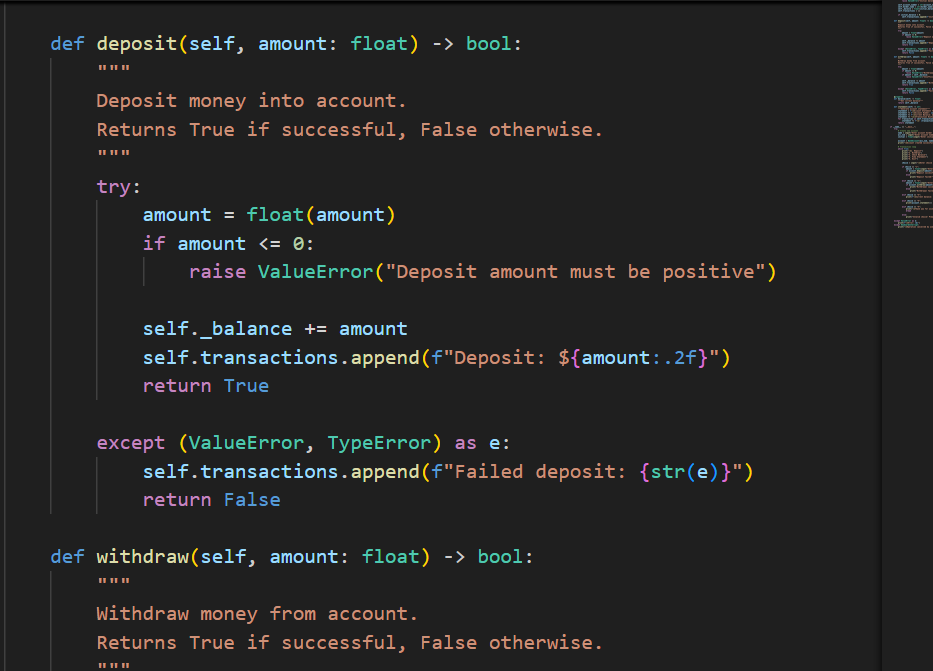 def deposit(self, amount: float) -> bool:
"""
Deposit money into account.
Returns True if successful, False otherwise.
"""
try:
amount = float(amount)
if amount <= 0:
raise ValueError("Deposit amount must be positive")
self._balance += amount
self.transactions.append(f"Deposit: ${amount:.2f}")
return True
except (ValueError, TypeError) as e:
self.transactions.append(f"Failed deposit: {str(e)}")
return False
def withdraw(self, amount: float) -> bool:
"""
Withdraw money from account.
Returns True if successful, False otherwise.
"""